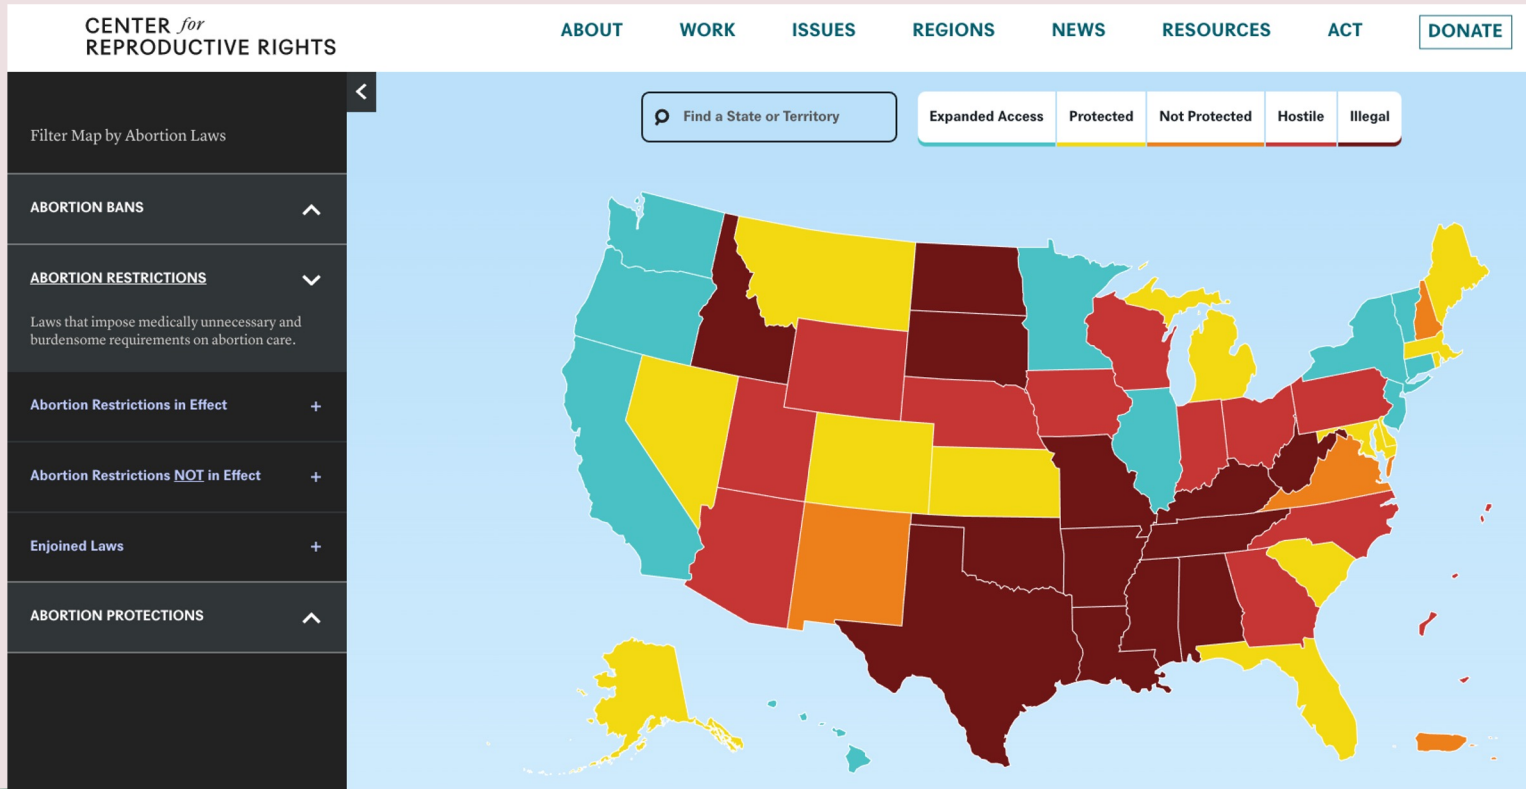 CENTER for
REPRODUCTIVE RIGHTS
ABOUT WORK ISSUES REGIONS NEWS RESOURCES ACT DONATE
Filter Map by Abortion Laws
ABORTION BANS
ABORTION RESTRICTIONS
Laws that impose medically unnecessary and
burdensome requirements on abortion care.
Abortion Restrictions in Effect +
Abortion Restrictions NOT in Effect +
Enjoined Laws +
ABORTION PROTECTIONS
Find a State or Territory
Expanded Access Protected Not Protected Hostile Illegal